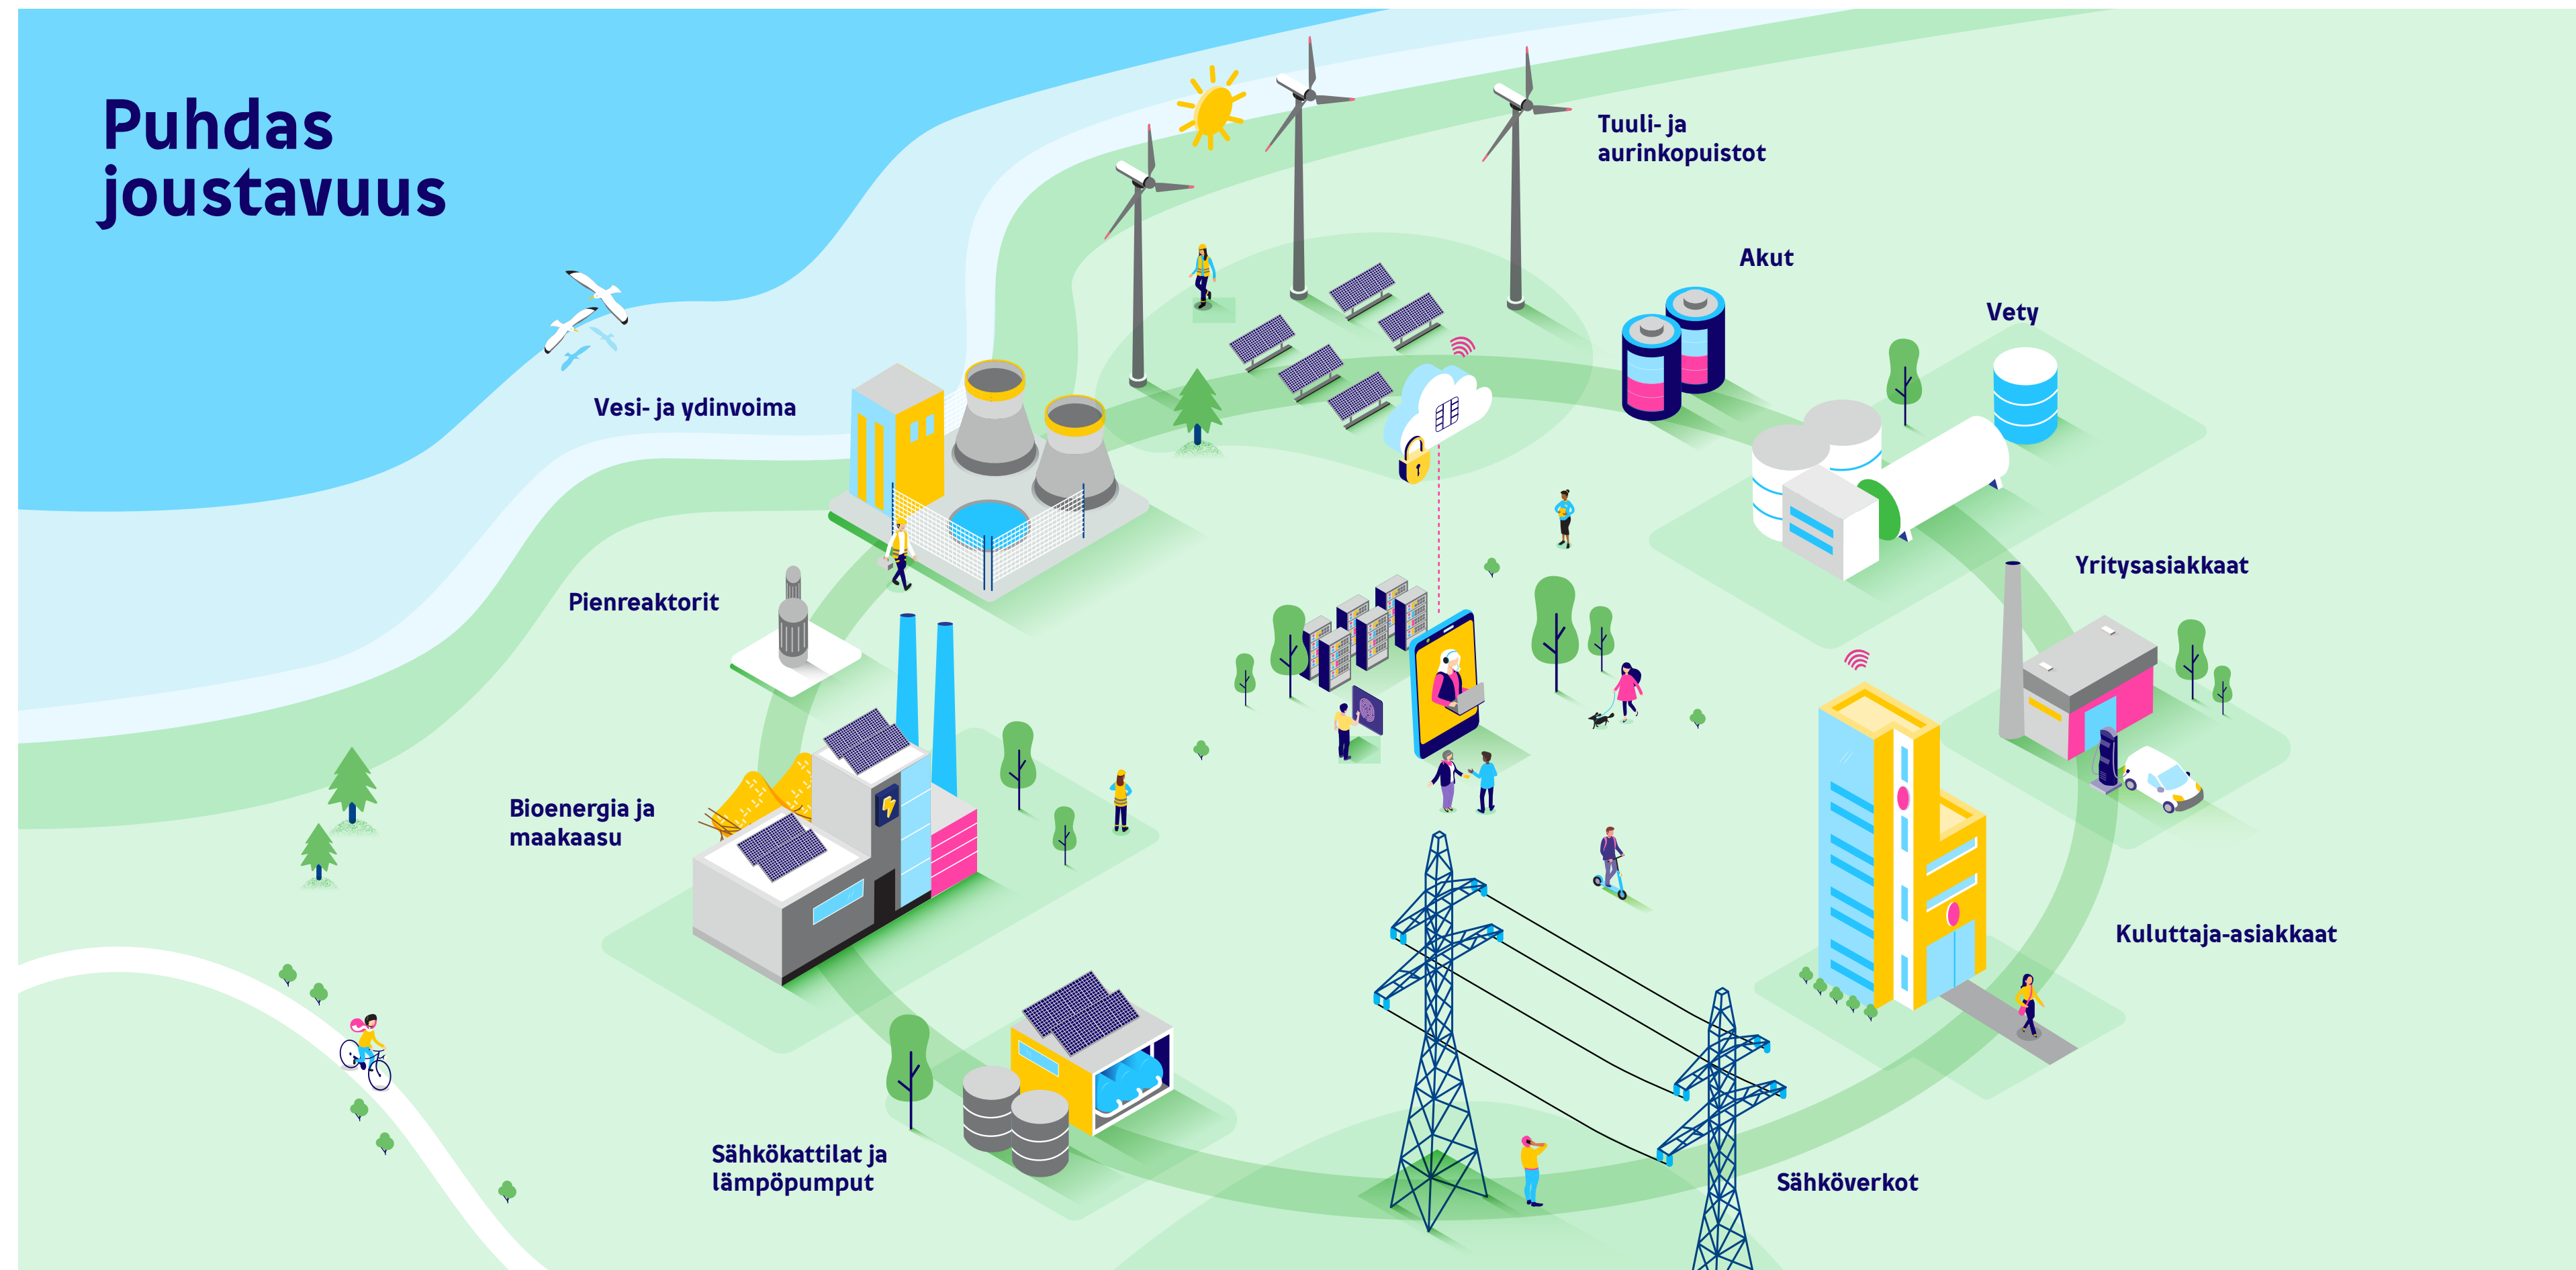 Puhdas
joustavuus
Tuuli- ja
aurinkopuistot
Akut
Vety
Vesi- ja ydinvoima
Yritysasiakkaat
Pienreaktorit
Bioenergia ja
maakaasu
Kuluttaja-asiakkaat
Sähkökattilat ja
lämpöpumput
Sähköverkot